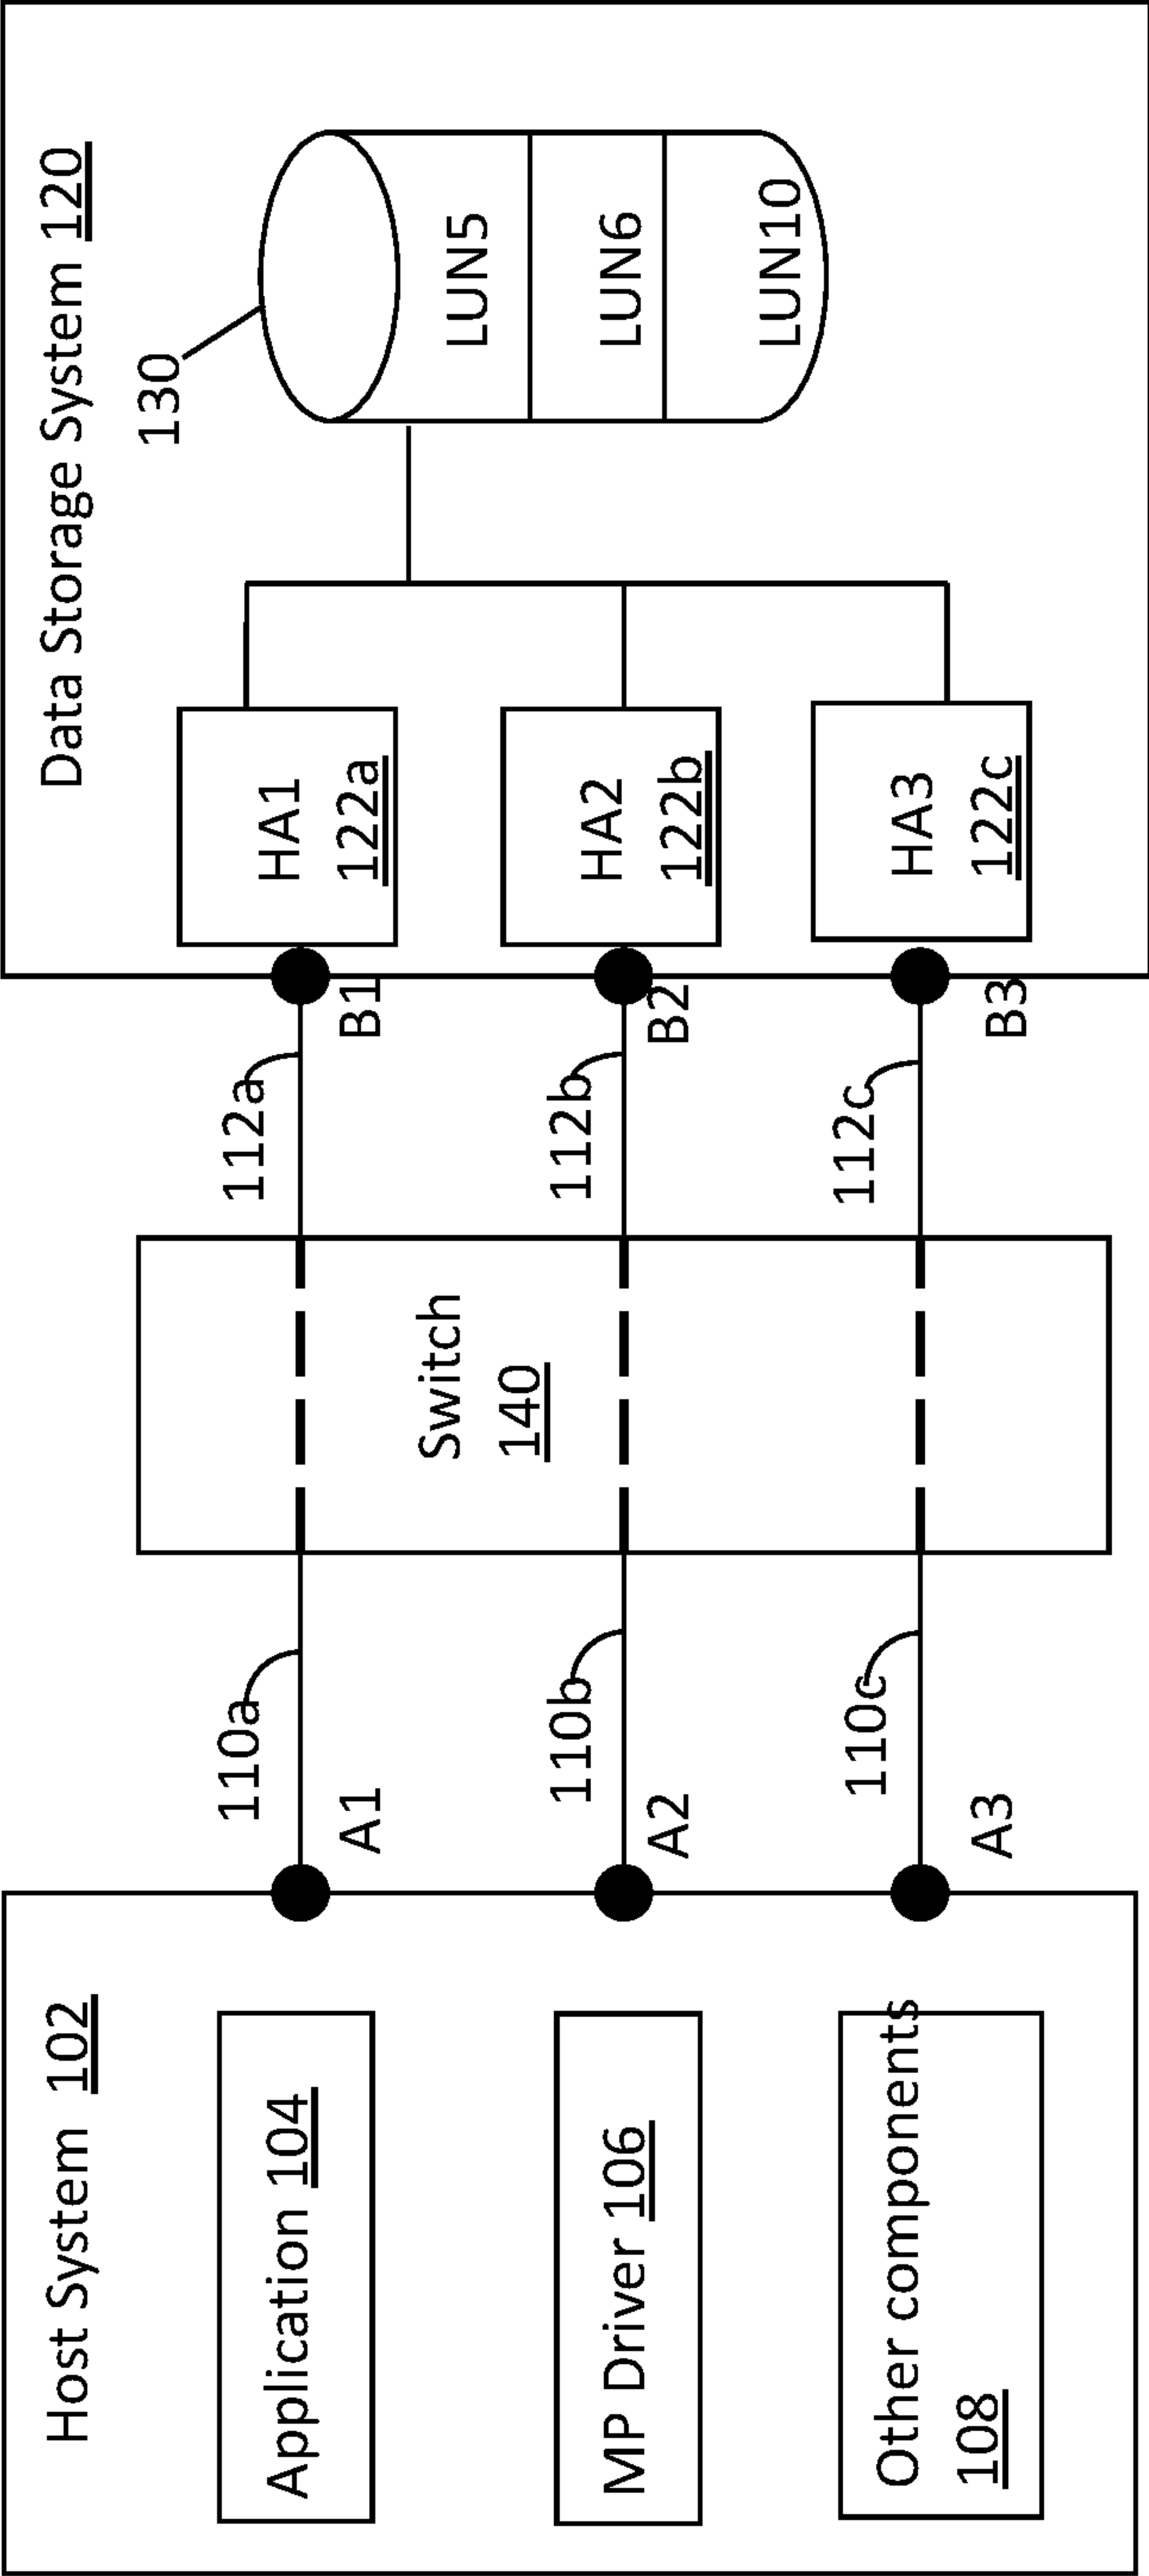 Host System 102
Application 104
MP Driver 106
Other components
108
110a
A1
110b
A2
110c
A3
Switch
140
112a
B1
112b
B2
112c
B3
Data Storage System 120
HA1
122a
HA2
122b
HA3
122c
130
LUN5
LUN6
LUN10